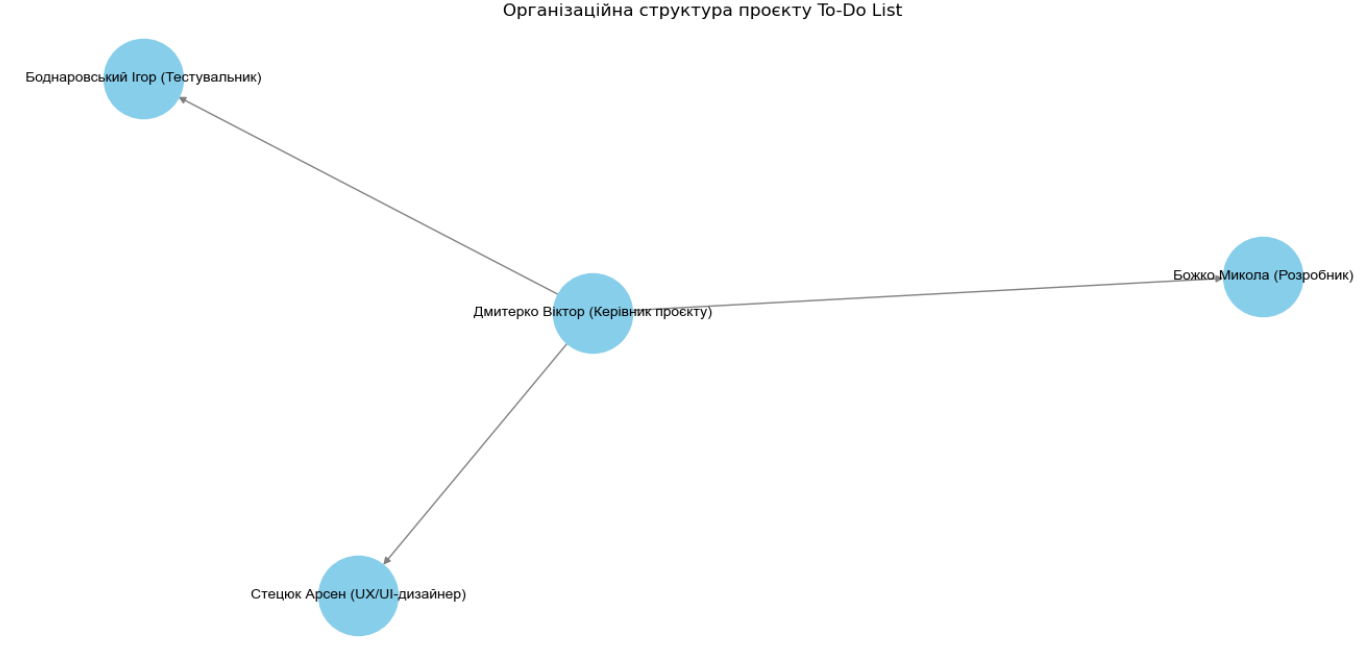 Організаційна структура проєкту To-Do List
Боднаровський Ігор (Тестувальник)
Божко Микола (Розробник)
Дмитерко Віктор (Керівник проєкту)
Стецюк Арсен (UX/UI-дизайнер)